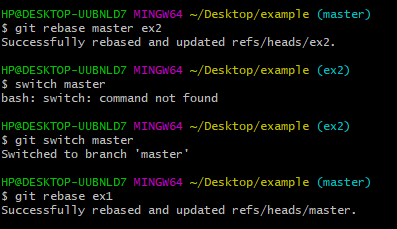 HP@DESKTOP-UUBNLD7 MINGW64 ~/Desktop/example (master)
$ git rebase master ex2
Successfully rebased and updated refs/heads/ex2.
HP@DESKTOP-UUBNLD7 MINGW64 ~/Desktop/example (ex2)
$ switch master
bash: switch: command not found
HP@DESKTOP-UUBNLD7 MINGW64 ~/Desktop/example (ex2)
$ git switch master
Switched to branch 'master'
HP@DESKTOP-UUBNLD7 MINGW64 ~/Desktop/example (master)
$ git rebase ex1
Successfully rebased and updated refs/heads/master.